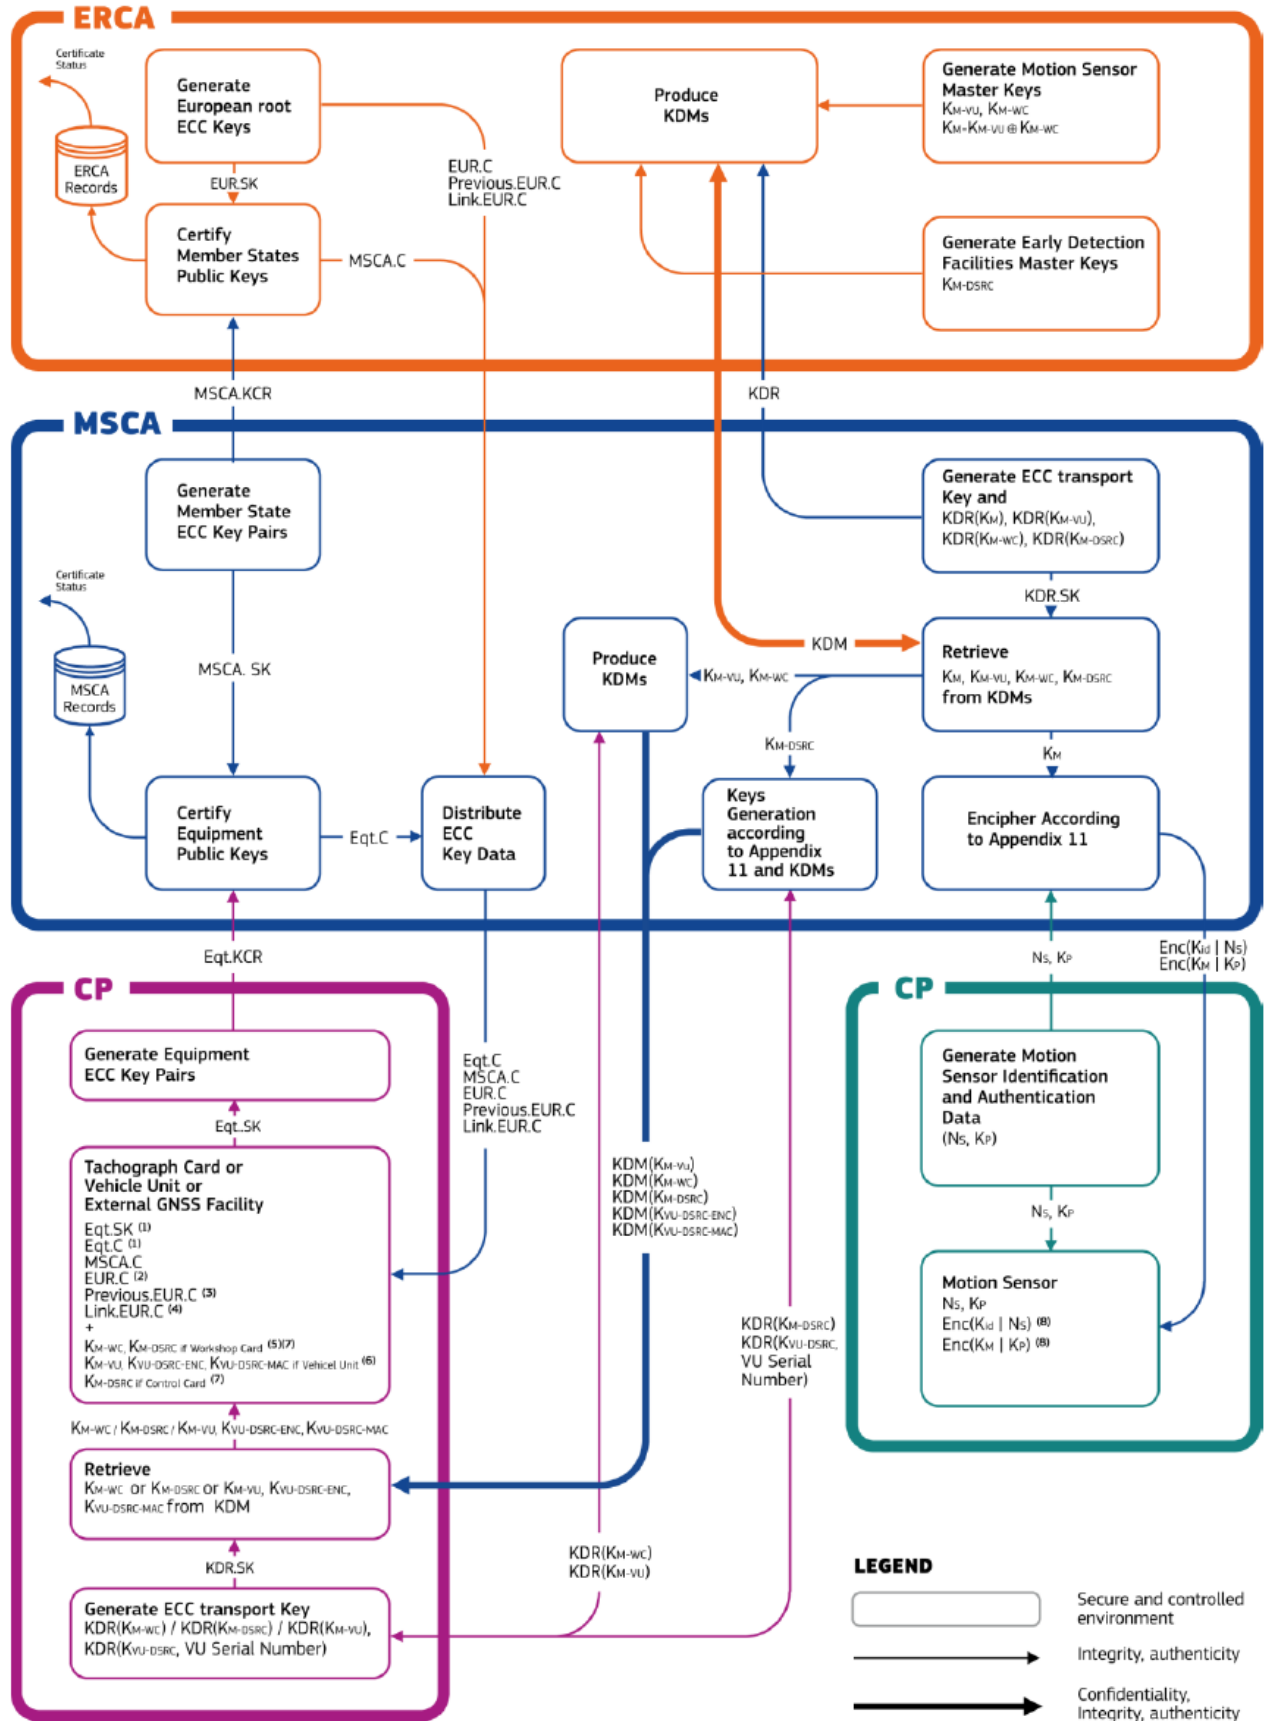 ERCA
Certificate
Status
ERCA
Records
Generate
European root
ECC Keys
EUR.SK
Certify
Member States
Public Keys
MSCA.C
EUR.C
Previous.EUR.C
Link.EUR.C
Produce
KDMs
Generate Motion Sensor
Master Keys
KM-VU, KM-WC
KM=KM-VU ⊕ KM-WC
Generate Early Detection
Facilities Master Keys
KM-DSRC
MSCA.KCR
KDR
MSCA
Generate
Member State
ECC Key Pairs
Certificate
Status
MSCA
Records
MSCA. SK
Certify
Equipment
Public Keys
Eqt.C
Distribute
ECC
Key Data
Produce
KDMs
KM-VU, KM-WC
KM-DSRC
Keys
Generation
according
to Appendix
11 and KDMs
Generate ECC transport
Key and
KDR(KM), KDR(KM-VU),
KDR(KM-WC), KDR(KM-DSRC)
KDR.SK
KDM
Retrieve
KM, KM-VU, KM-WC, KM-DSRC
from KDMs
KM
Encipher According
to Appendix 11
Eqt.KCR
NS, KP
Enc(Kid | NS)
Enc(KM | KP)
CP
Generate Equipment
ECC Key Pairs
Eqt.SK
Tachograph Card or
Vehicle Unit or
External GNSS Facility
Eqt.SK (1)
Eqt.C (1)
MSCA.C
EUR.C (2)
Previous.EUR.C (3)
Link.EUR.C (4)
+
KM-WC, KM-DSRC if Workshop Card (5)(7)
KM-VU, KVU-DSRC-ENC, KVU-DSRC-MAC if Vehicel Unit (6)
KM-DSRC if Control Card (7)
KM-WC / KM-DSRC / KM-VU, KVU-DSRC-ENC, KVU-DSRC-MAC
Retrieve
KM-WC or KM-DSRC or KM-VU, KVU-DSRC-ENC,
KVU-DSRC-MAC from KDM
KDR.SK
Generate ECC transport Key
KDR(KM-WC) / KDR(KM-DSRC) / KDR(KM-VU),
KDR(KVU-DSRC, VU Serial Number)
Eqt.C
MSCA.C
EUR.C
Previous.EUR.C
Link.EUR.C
KDM(KM-VU)
KDM(KM-WC)
KDM(KM-DSRC)
KDM(KVU-DSRC-ENC)
KDM(KVU-DSRC-MAC)
KDR(KM-DSRC)
KDR(KVU-DSRC,
VU Serial
Number)
KDR(KM-WC)
KDR(KM-VU)
CP
Generate Motion
Sensor Identification
and Authentication
Data
(NS, KP)
NS, KP
Motion Sensor
NS, KP
Enc(Kid | NS) (8)
Enc(KM | KP) (8)
LEGEND
Secure and controlled
environment
Integrity, authenticity
Confidentiality,
Integrity, authenticity